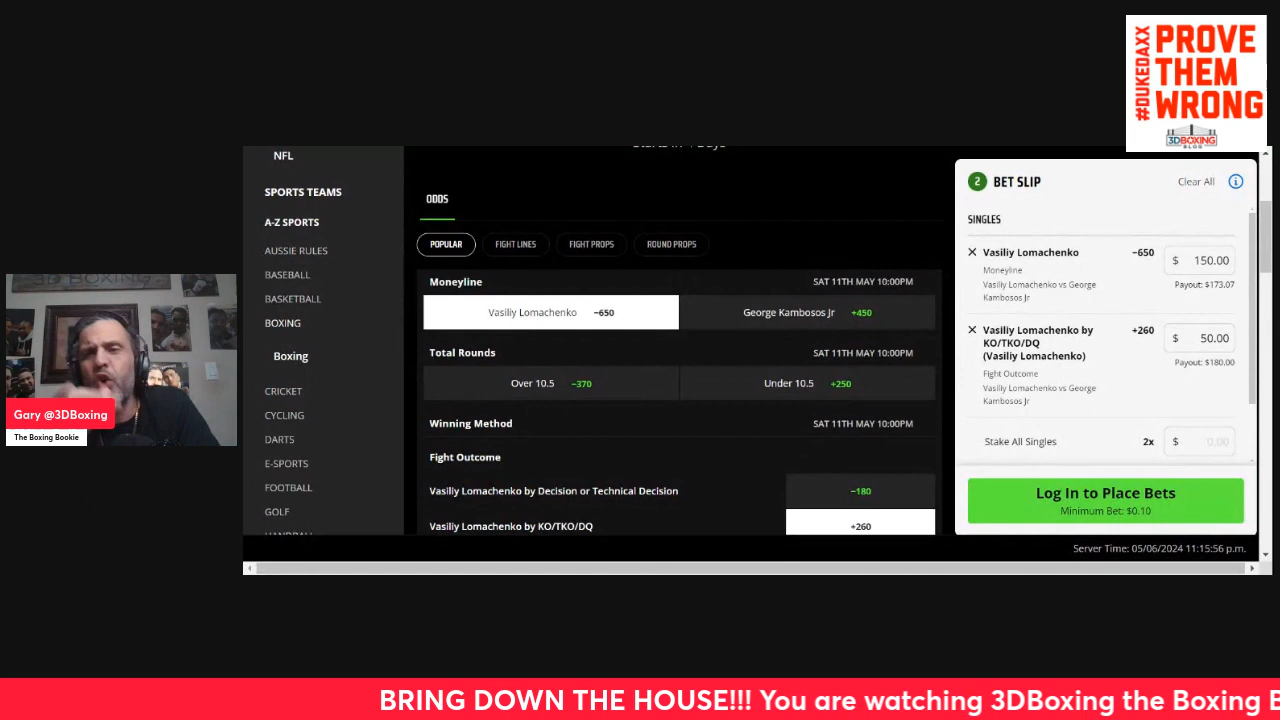 #DUKEDAXX
PROVE
THEM
WRONG
3DBOXING
BLOG
3D BOXING
Gary @3DBoxing
The Boxing Bookie
NFL
SPORTS TEAMS
A-Z SPORTS
AUSSIE RULES
BASEBALL
BASKETBALL
BOXING
Boxing
CRICKET
CYCLING
DARTS
E-SPORTS
FOOTBALL
GOLF
ODDS
POPULAR FIGHT LINES FIGHT PROPS ROUND PROPS
Moneyline SAT 11TH MAY 10:00PM
Vasiliy Lomachenko −650 George Kambosos Jr +450
Total Rounds SAT 11TH MAY 10:00PM
Over 10.5 −370 Under 10.5 +250
Winning Method SAT 11TH MAY 10:00PM
Fight Outcome
Vasiliy Lomachenko by Decision or Technical Decision −180
Vasiliy Lomachenko by KO/TKO/DQ +260
2 BET SLIP Clear All
SINGLES
Vasiliy Lomachenko −650 $ 150.00
Moneyline
Vasiliy Lomachenko vs George Kambosos Jr
Payout: $173.07
Vasiliy Lomachenko by +260 $ 50.00
KO/TKO/DQ
(Vasiliy Lomachenko)
Payout: $180.00
Fight Outcome
Vasiliy Lomachenko vs George
Kambosos Jr
Stake All Singles 2x $ 0.00
Log In to Place Bets
Minimum Bet: $0.10
Server Time: 05/06/2024 11:15:56 p.m.
BRING DOWN THE HOUSE!!! You are watching 3DBoxing the Boxing B